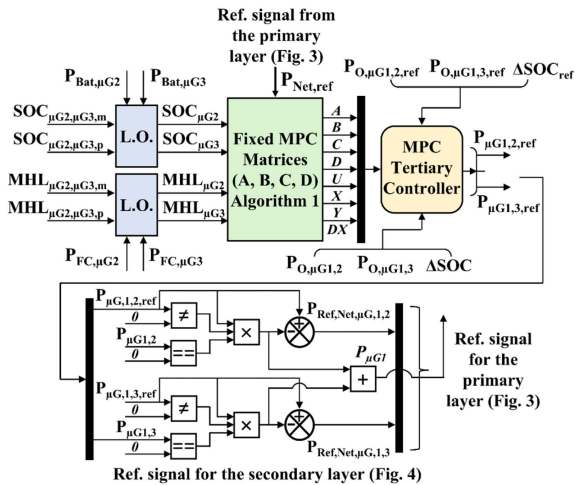 Ref. signal from
the primary
layer (Fig. 3)
P_Bat,µG2
P_Bat,µG3
P_Net,ref
P_O,µG1,2,ref
P_O,µG1,3,ref
ΔSOC_ref
SOC_µG2,µG3,m
SOC_µG2,µG3,p
L.O.
SOC_µG2
SOC_µG3
MHL_µG2,µG3,m
MHL_µG2,µG3,p
L.O.
MHL_µG2
MHL_µG3
P_FC,µG2
P_FC,µG3
Fixed MPC
Matrices
(A, B, C, D)
Algorithm 1
A
B
C
D
U
X
Y
DX
MPC
Tertiary
Controller
P_µG1,2,ref
P_µG1,3,ref
P_O,µG1,2
P_O,µG1,3
ΔSOC
P_µG,1,2,ref
0
≠
P_µG1,2
0
==
×
+
−
P_Ref,Net,µG,1,2
P_µG1
+
P_µG,1,3,ref
0
≠
P_µG1,3
0
==
×
+
−
P_Ref,Net,µG,1,3
Ref. signal
for the
primary
layer (Fig. 3)
Ref. signal for the secondary layer (Fig. 4)